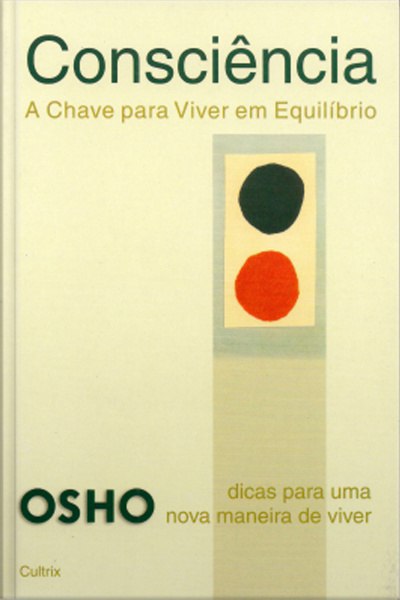 Consciência
A Chave para Viver em Equilíbrio
OSHO
dicas para uma
nova maneira de viver
Cultrix